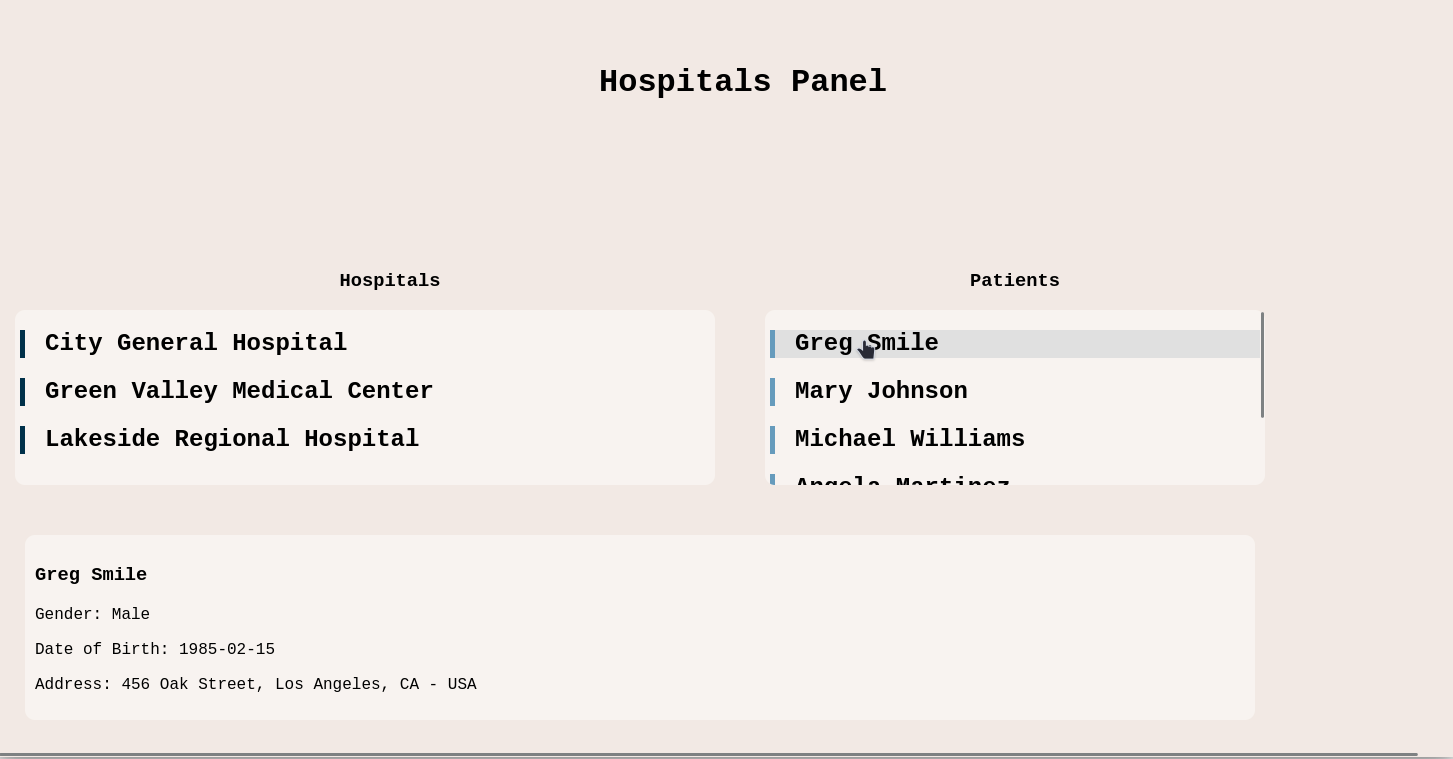 Hospitals Panel
Hospitals
City General Hospital
Green Valley Medical Center
Lakeside Regional Hospital
Patients
Greg Smile
Mary Johnson
Michael Williams
Angela Martinez
Greg Smile
Gender: Male
Date of Birth: 1985-02-15
Address: 456 Oak Street, Los Angeles, CA - USA